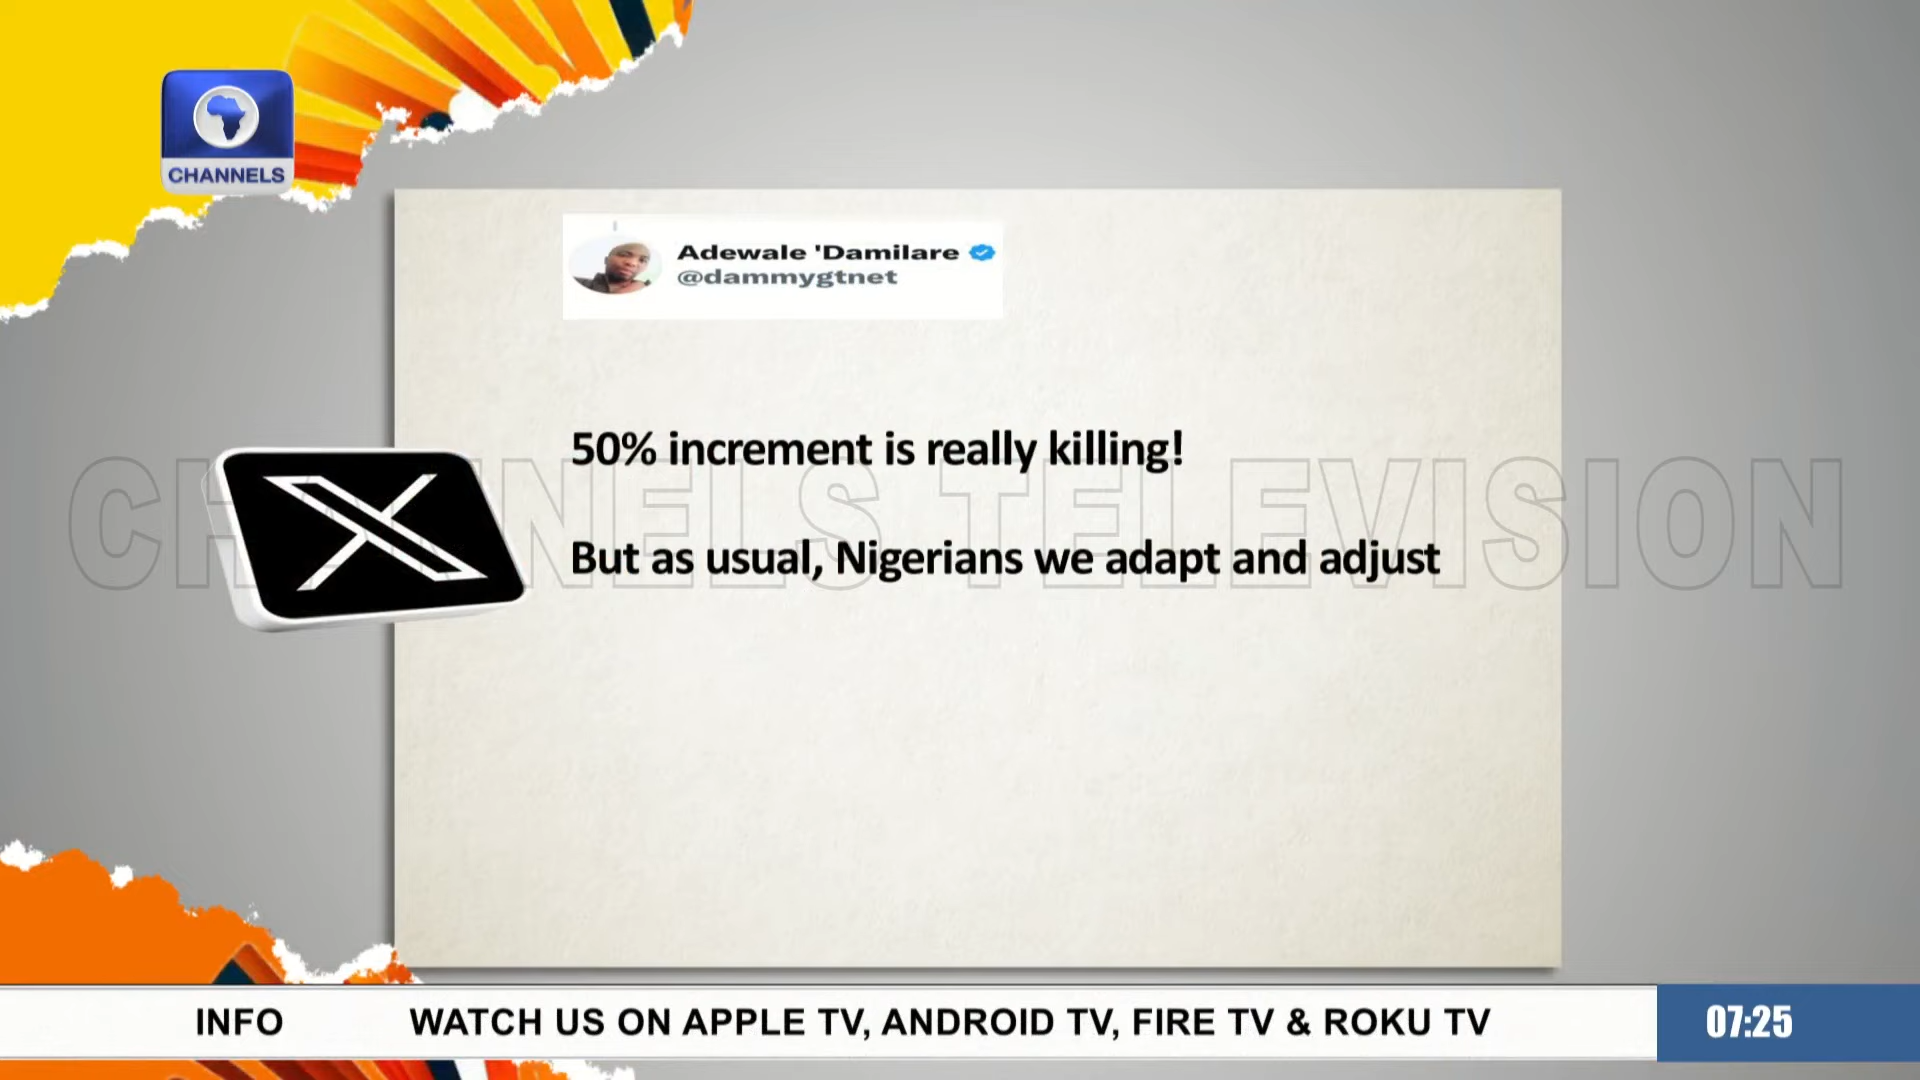 CHANNELS
Adewale 'Damilare
@dammygtnet
50% increment is really killing!
CHANNELS TELEVISION
But as usual, Nigerians we adapt and adjust
INFO
WATCH US ON APPLE TV, ANDROID TV, FIRE TV & ROKU TV
07:25